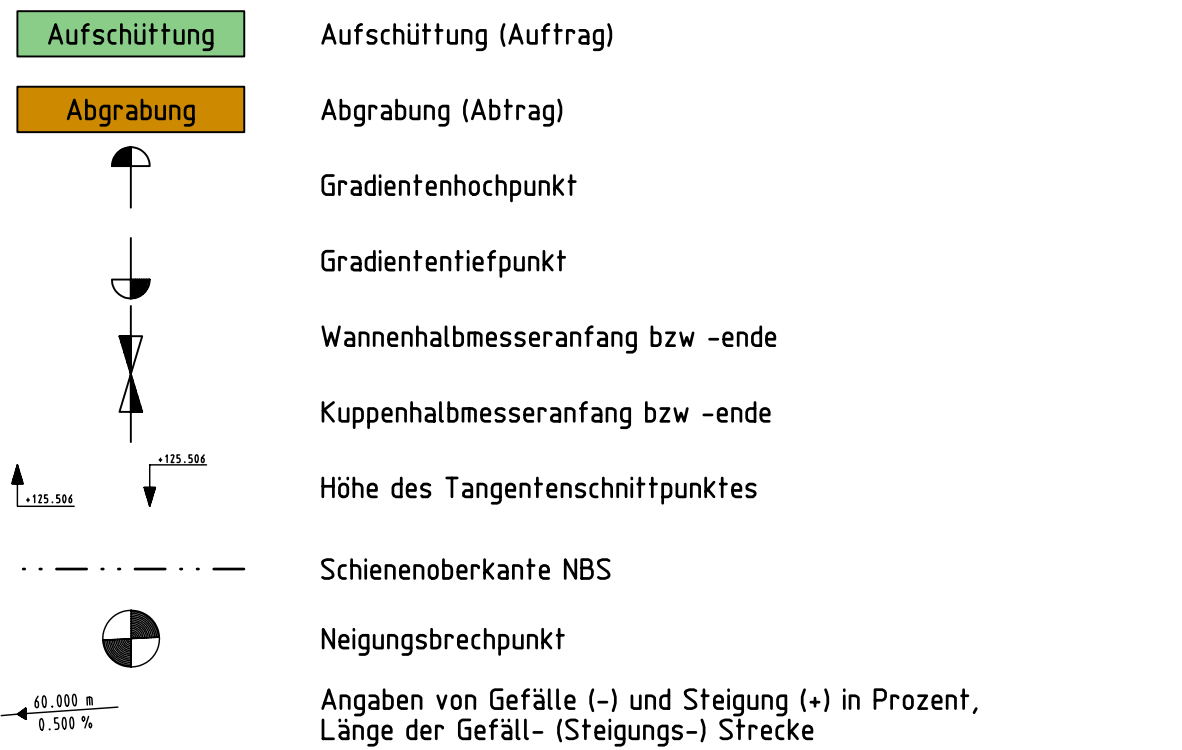 Aufschüttung Aufschüttung (Auftrag)
Abgrabung Abgrabung (Abtrag)
Gradientenhochpunkt
Gradiententiefpunkt
Wannenhalbmesseranfang bzw -ende
Kuppenhalbmesseranfang bzw -ende
+125.506
+125.506
Höhe des Tangentenschnittpunktes
Schienenoberkante NBS
Neigungsbrechpunkt
60.000 m
0.500 %
Angaben von Gefälle (-) und Steigung (+) in Prozent,
Länge der Gefäll- (Steigungs-) Strecke